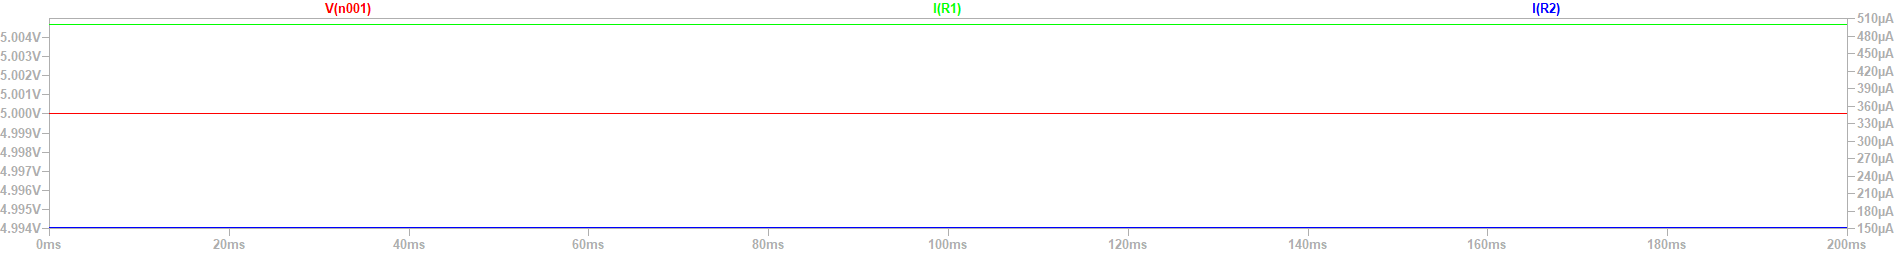 V(n001) I(R1) I(R2)
510µA
5.004V 480µA
5.003V 450µA
5.002V 420µA
5.001V 390µA
5.000V 360µA
4.999V 330µA
4.998V 300µA
4.997V 270µA
4.996V 240µA
4.995V 210µA
4.994V 180µA
150µA
0ms 20ms 40ms 60ms 80ms 100ms 120ms 140ms 160ms 180ms 200ms